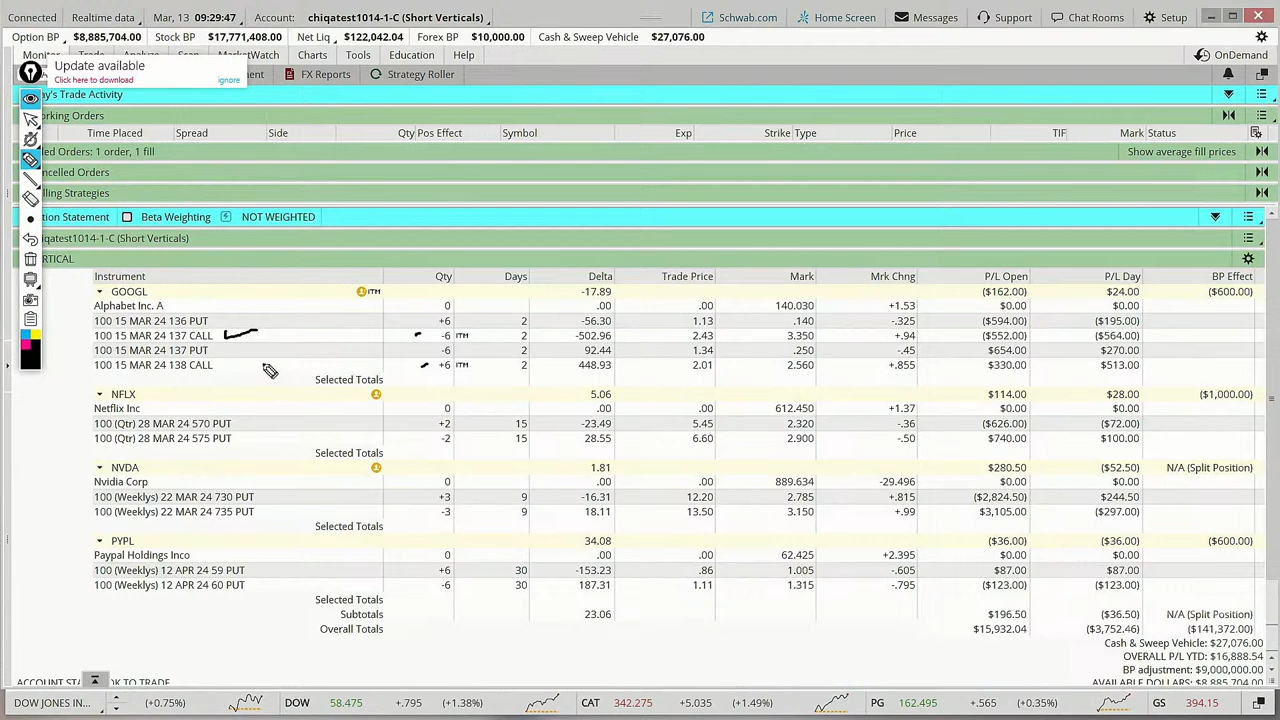 Connected Realtime data Mar, 13 09:29:47 Account: chiqatest1014-1-C (Short Verticals) Schwab.com Home Screen Messages Support Chat Rooms Setup
Option BP $8,885,704.00 Stock BP $17,771,408.00 Net Liq $122,042.04 Forex BP $10,000.00 Cash & Sweep Vehicle $27,076.00
Monitor Trade Analyze Scan MarketWatch Charts Tools Education Help OnDemand
Update available
Click here to download ignore
FX Reports Strategy Roller
y's Trade Activity
orking Orders
Time Placed Spread Side Qty Pos Effect Symbol Exp Strike Type Price TIF Mark Status
led Orders: 1 order, 1 fill Show average fill prices
ancelled Orders
lling Strategies
tion Statement Beta Weighting NOT WEIGHTED
iqatest1014-1-C (Short Verticals)
RTICAL
Instrument Qty Days Delta Trade Price Mark Mrk Chng P/L Open P/L Day BP Effect
GOOGL ITM -17.89 ($162.00) $24.00 ($600.00)
Alphabet Inc. A 0 .00 .00 140.030 +1.53 $0.00 $0.00
100 15 MAR 24 136 PUT +6 2 -56.30 1.13 .140 -.325 ($594.00) ($195.00)
100 15 MAR 24 137 CALL -6 ITM 2 -502.96 2.43 3.350 +.94 ($552.00) ($564.00)
100 15 MAR 24 137 PUT -6 2 92.44 1.34 .250 -.45 $654.00 $270.00
100 15 MAR 24 138 CALL +6 ITM 2 448.93 2.01 2.560 +.855 $330.00 $513.00
Selected Totals
NFLX 5.06 $114.00 $28.00 ($1,000.00)
Netflix Inc 0 .00 .00 612.450 +1.37 $0.00 $0.00
100 (Qtr) 28 MAR 24 570 PUT +2 15 -23.49 5.45 2.320 -.36 ($626.00) ($72.00)
100 (Qtr) 28 MAR 24 575 PUT -2 15 28.55 6.60 2.900 -.50 $740.00 $100.00
Selected Totals
NVDA 1.81 $280.50 ($52.50) N/A (Split Position)
Nvidia Corp 0 .00 .00 889.634 -29.496 $0.00 $0.00
100 (Weeklys) 22 MAR 24 730 PUT +3 9 -16.31 12.20 2.785 +.815 ($2,824.50) $244.50
100 (Weeklys) 22 MAR 24 735 PUT -3 9 18.11 13.50 3.150 +.99 $3,105.00 ($297.00)
Selected Totals
PYPL 34.08 ($36.00) ($36.00) ($600.00)
Paypal Holdings Inco 0 .00 .00 62.425 +2.395 $0.00 $0.00
100 (Weeklys) 12 APR 24 59 PUT +6 30 -153.23 .86 1.005 -.605 $87.00 $87.00
100 (Weeklys) 12 APR 24 60 PUT -6 30 187.31 1.11 1.315 -.795 ($123.00) ($123.00)
Selected Totals
Subtotals 23.06 $196.50 ($36.50) N/A (Split Position)
Overall Totals $15,932.04 ($3,752.46) ($141,372.00)
Cash & Sweep Vehicle: $27,076.00
OVERALL P/L YTD: $16,888.54
BP adjustment: $9,000,000.00
AVAILABLE DOLLARS: $8,885,704.00
DOW JONES IN... (+0.75%) DOW 58.475 +.795 (+1.38%) CAT 342.275 +5.035 (+1.49%) PG 162.495 +.565 (+0.35%) GS 394.15